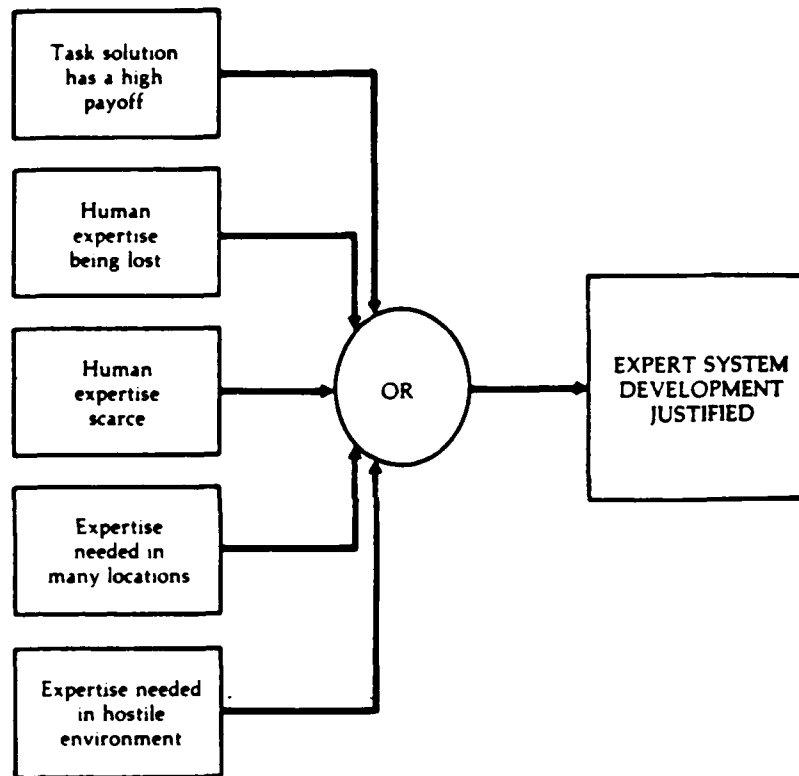 Task solution
has a high
payoff
Human
expertise
being lost
Human
expertise
scarce
Expertise
needed in
many locations
Expertise needed
in hostile
environment
OR
EXPERT SYSTEM
DEVELOPMENT
JUSTIFIED